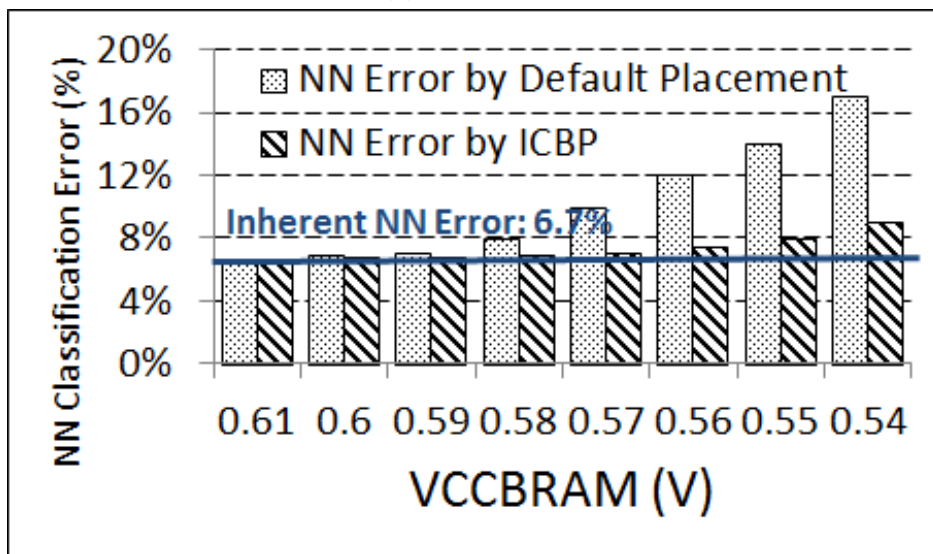 20%
16%
12%
8%
4%
0%
NN Classification Error (%)
NN Error by Default Placement
NN Error by ICBP
Inherent NN Error: 6.7%
0.61 0.6 0.59 0.58 0.57 0.56 0.55 0.54
VCCBRAM (V)